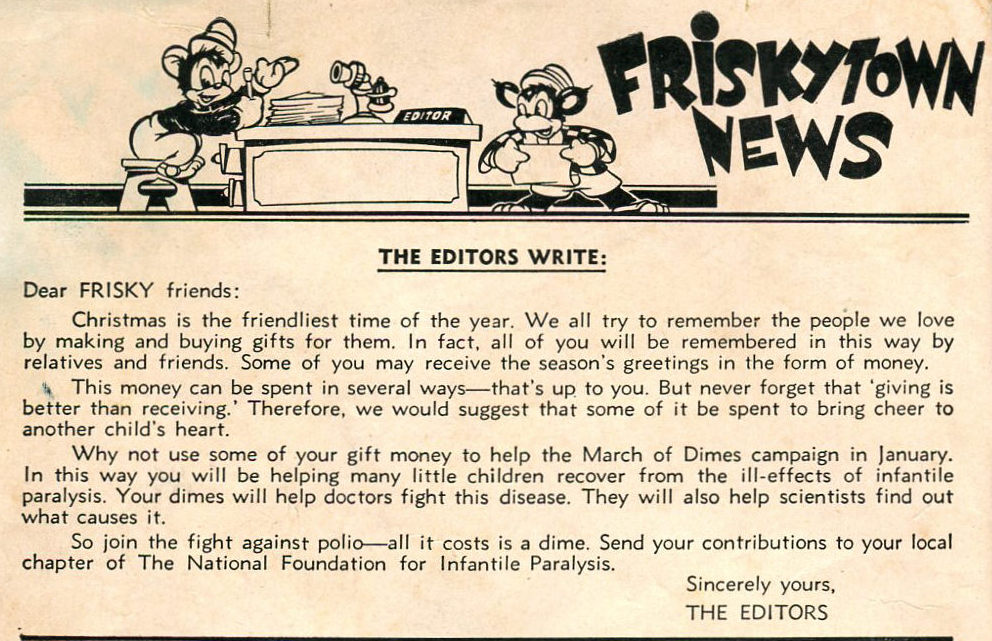 FRISKYTOWN
NEWS
EDITOR
THE EDITORS WRITE:
Dear FRISKY friends:
Christmas is the friendliest time of the year. We all try to remember the people we love
by making and buying gifts for them. In fact, all of you will be remembered in this way by
relatives and friends. Some of you may receive the season's greetings in the form of money.
This money can be spent in several ways—that's up to you. But never forget that 'giving is
better than receiving.' Therefore, we would suggest that some of it be spent to bring cheer to
another child's heart.
Why not use some of your gift money to help the March of Dimes campaign in January.
In this way you will be helping many little children recover from the ill-effects of infantile
paralysis. Your dimes will help doctors fight this disease. They will also help scientists find out
what causes it.
So join the fight against polio—all it costs is a dime. Send your contributions to your local
chapter of The National Foundation for Infantile Paralysis.
Sincerely yours,
THE EDITORS